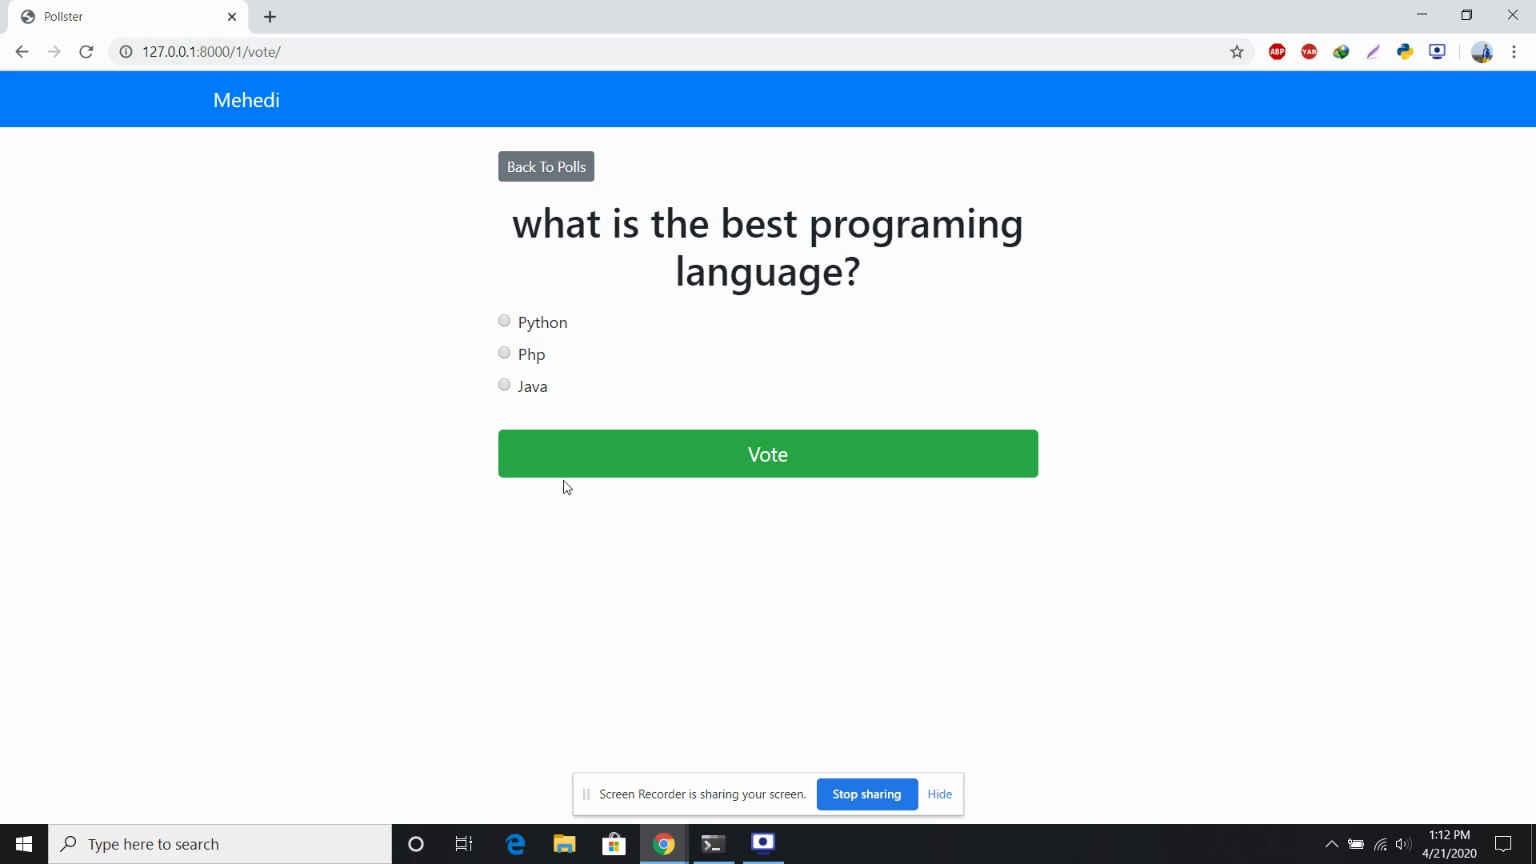 Pollster
127.0.0.1:8000/1/vote/
ABP
YAB
Mehedi
Back To Polls
what is the best programing
language?
Python
Php
Java
Vote
Screen Recorder is sharing your screen.
Stop sharing
Hide
Type here to search
1:12 PM
4/21/2020